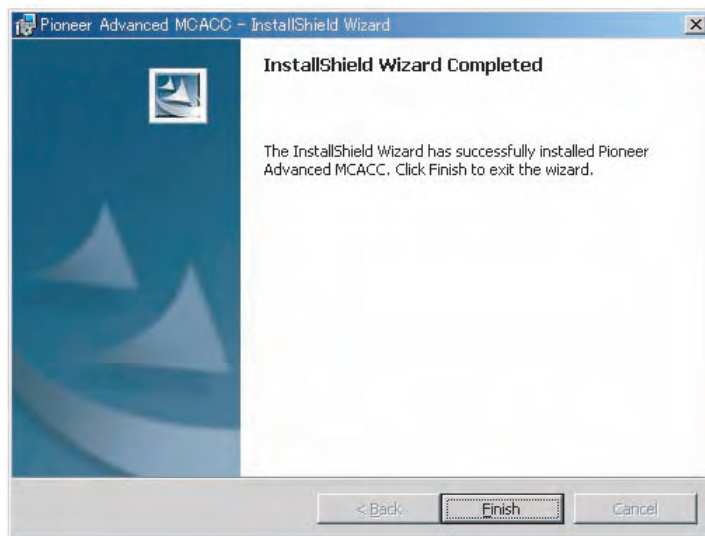 Pioneer Advanced MCACC - InstallShield Wizard
InstallShield Wizard Completed
The InstallShield Wizard has successfully installed Pioneer
Advanced MCACC. Click Finish to exit the wizard.
< Back
Finish
Cancel